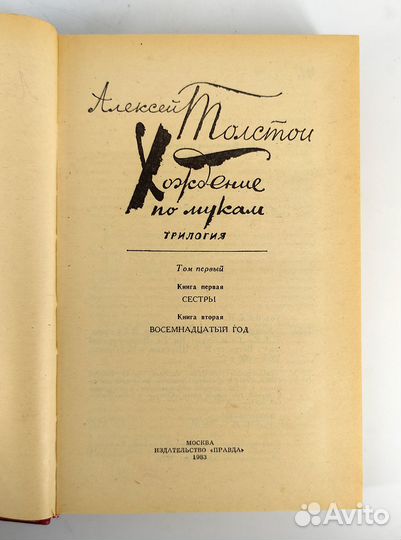 Алексей Толстой
Хождение
по мукам
ТРИЛОГИЯ
Том первый
Книга первая
СЕСТРЫ
Книга вторая
ВОСЕМНАДЦАТЫЙ ГОД
МОСКВА
ИЗДАТЕЛЬСТВО «ПРАВДА»
1983
Avito